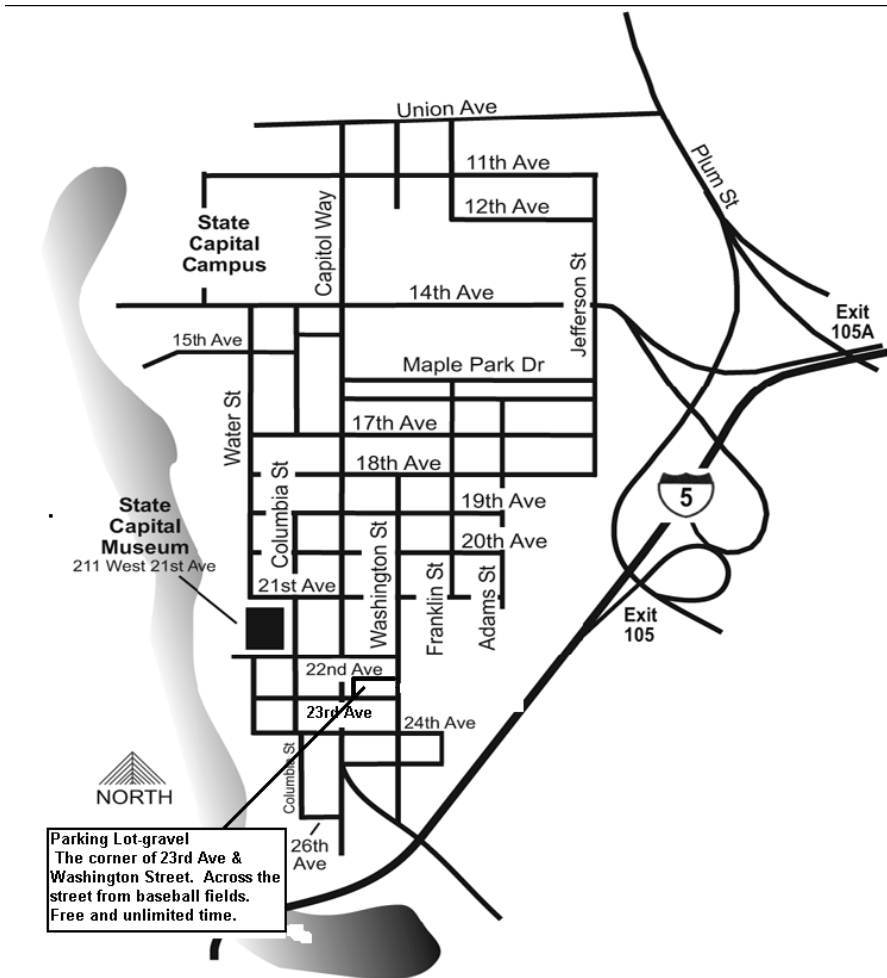 Union Ave
11th Ave
Plum St
12th Ave
State
Capital
Campus
Capitol Way
Jefferson St
14th Ave
Exit
105A
15th Ave
Maple Park Dr
Water St
17th Ave
18th Ave
Columbia St
5
19th Ave
State
Capital
Museum
211 West 21st Ave
Washington St
20th Ave
Franklin St
Adams St
21st Ave
Exit
105
22nd Ave
23rd Ave
24th Ave
Columbia St
NORTH
26th
Ave
Parking Lot-gravel
The corner of 23rd Ave &
Washington Street. Across the
street from baseball fields.
Free and unlimited time.